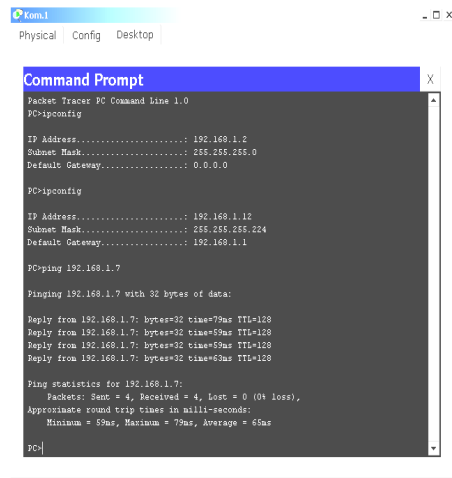 Kom.1
Physical Config Desktop
Command Prompt X
Packet Tracer PC Command Line 1.0
PC>ipconfig
IP Address......................: 192.168.1.2
Subnet Mask.....................: 255.255.255.0
Default Gateway.................: 0.0.0.0
PC>ipconfig
IP Address......................: 192.168.1.12
Subnet Mask.....................: 255.255.255.224
Default Gateway.................: 192.168.1.1
PC>ping 192.168.1.7
Pinging 192.168.1.7 with 32 bytes of data:
Reply from 192.168.1.7: bytes=32 time=79ms TTL=128
Reply from 192.168.1.7: bytes=32 time=59ms TTL=128
Reply from 192.168.1.7: bytes=32 time=59ms TTL=128
Reply from 192.168.1.7: bytes=32 time=63ms TTL=128
Ping statistics for 192.168.1.7:
Packets: Sent = 4, Received = 4, Lost = 0 (0% loss),
Approximate round trip times in milli-seconds:
Minimum = 59ms, Maximum = 79ms, Average = 65ms
PC>